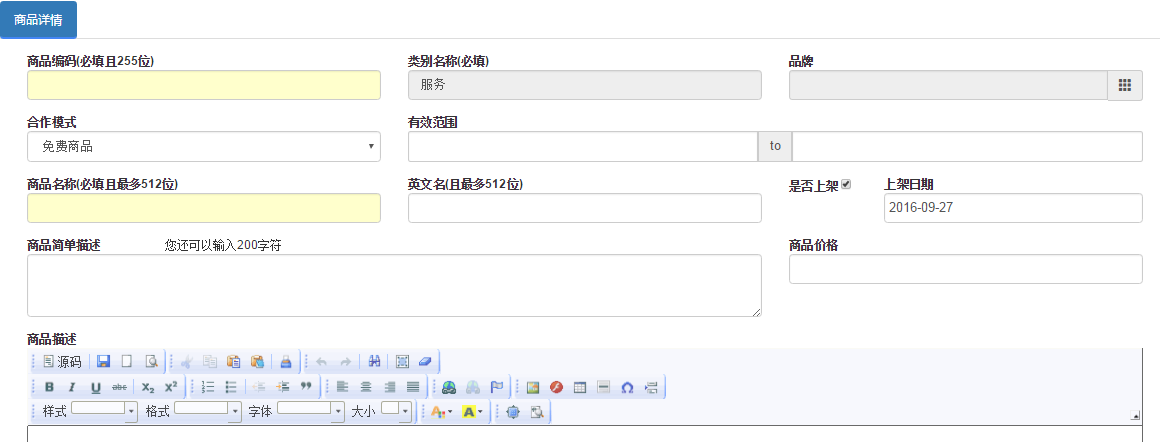 商品详情
商品编码(必填且255位) 类别名称(必填) 品牌
服务
合作模式 有效范围
免费商品 to
商品名称(必填且最多512位) 英文名(且最多512位) 是否上架 上架日期
2016-09-27
商品简单描述 您还可以输入200字符 商品价格
商品描述
源码
B I U abc X₂ X²
样式 格式 字体 大小 A A